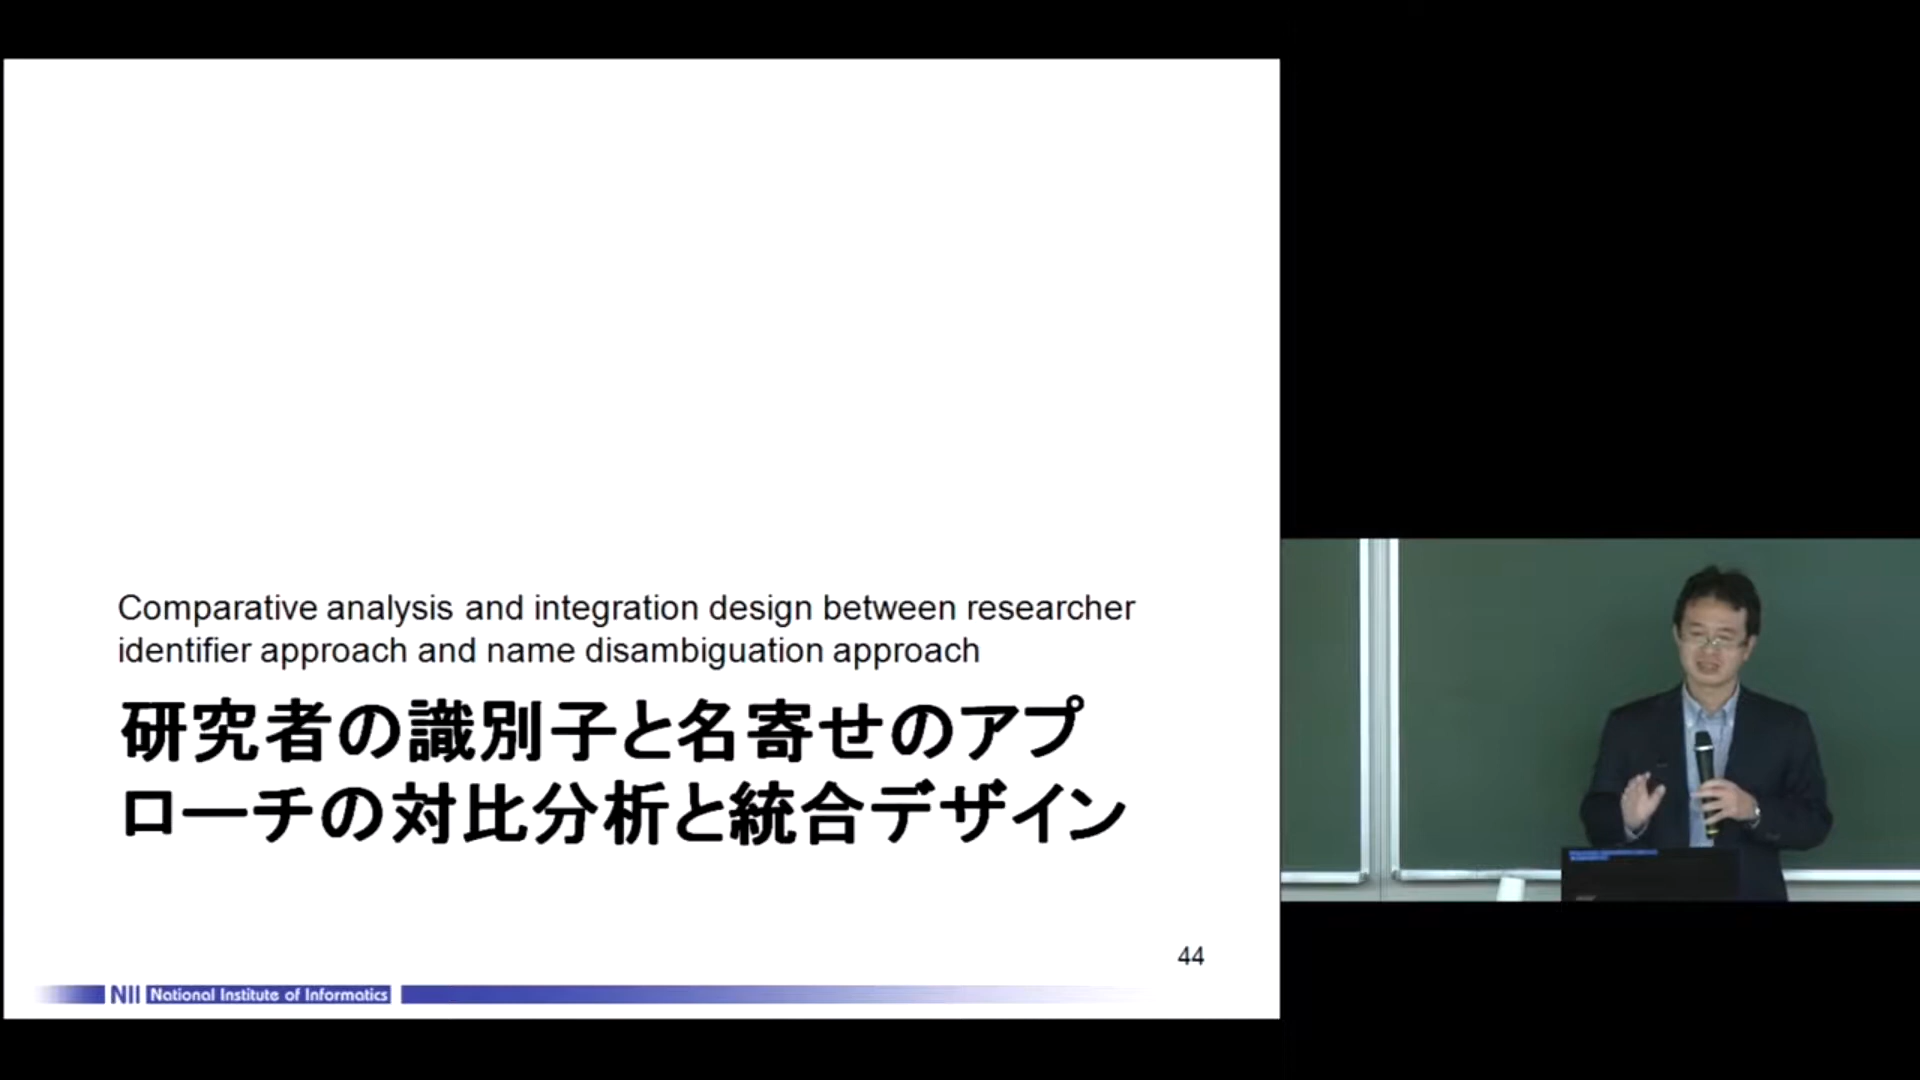 Comparative analysis and integration design between researcher
identifier approach and name disambiguation approach
研究者の識別子と名寄せのアプ
ローチの対比分析と統合デザイン
44
NII National Institute of Informatics